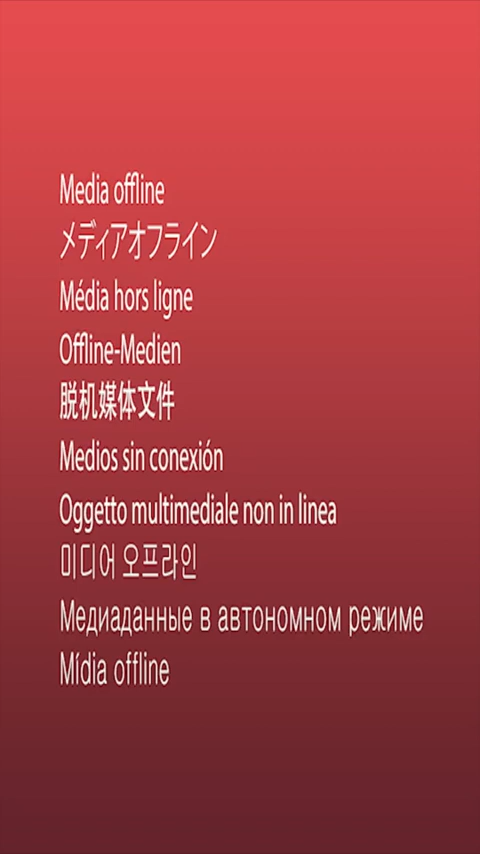 Media offline
メディアオフライン
Média hors ligne
Offline-Medien
脱机媒体文件
Medios sin conexión
Oggetto multimediale non in linea
미디어 오프라인
Медиаданные в автономном режиме
Mídia offline